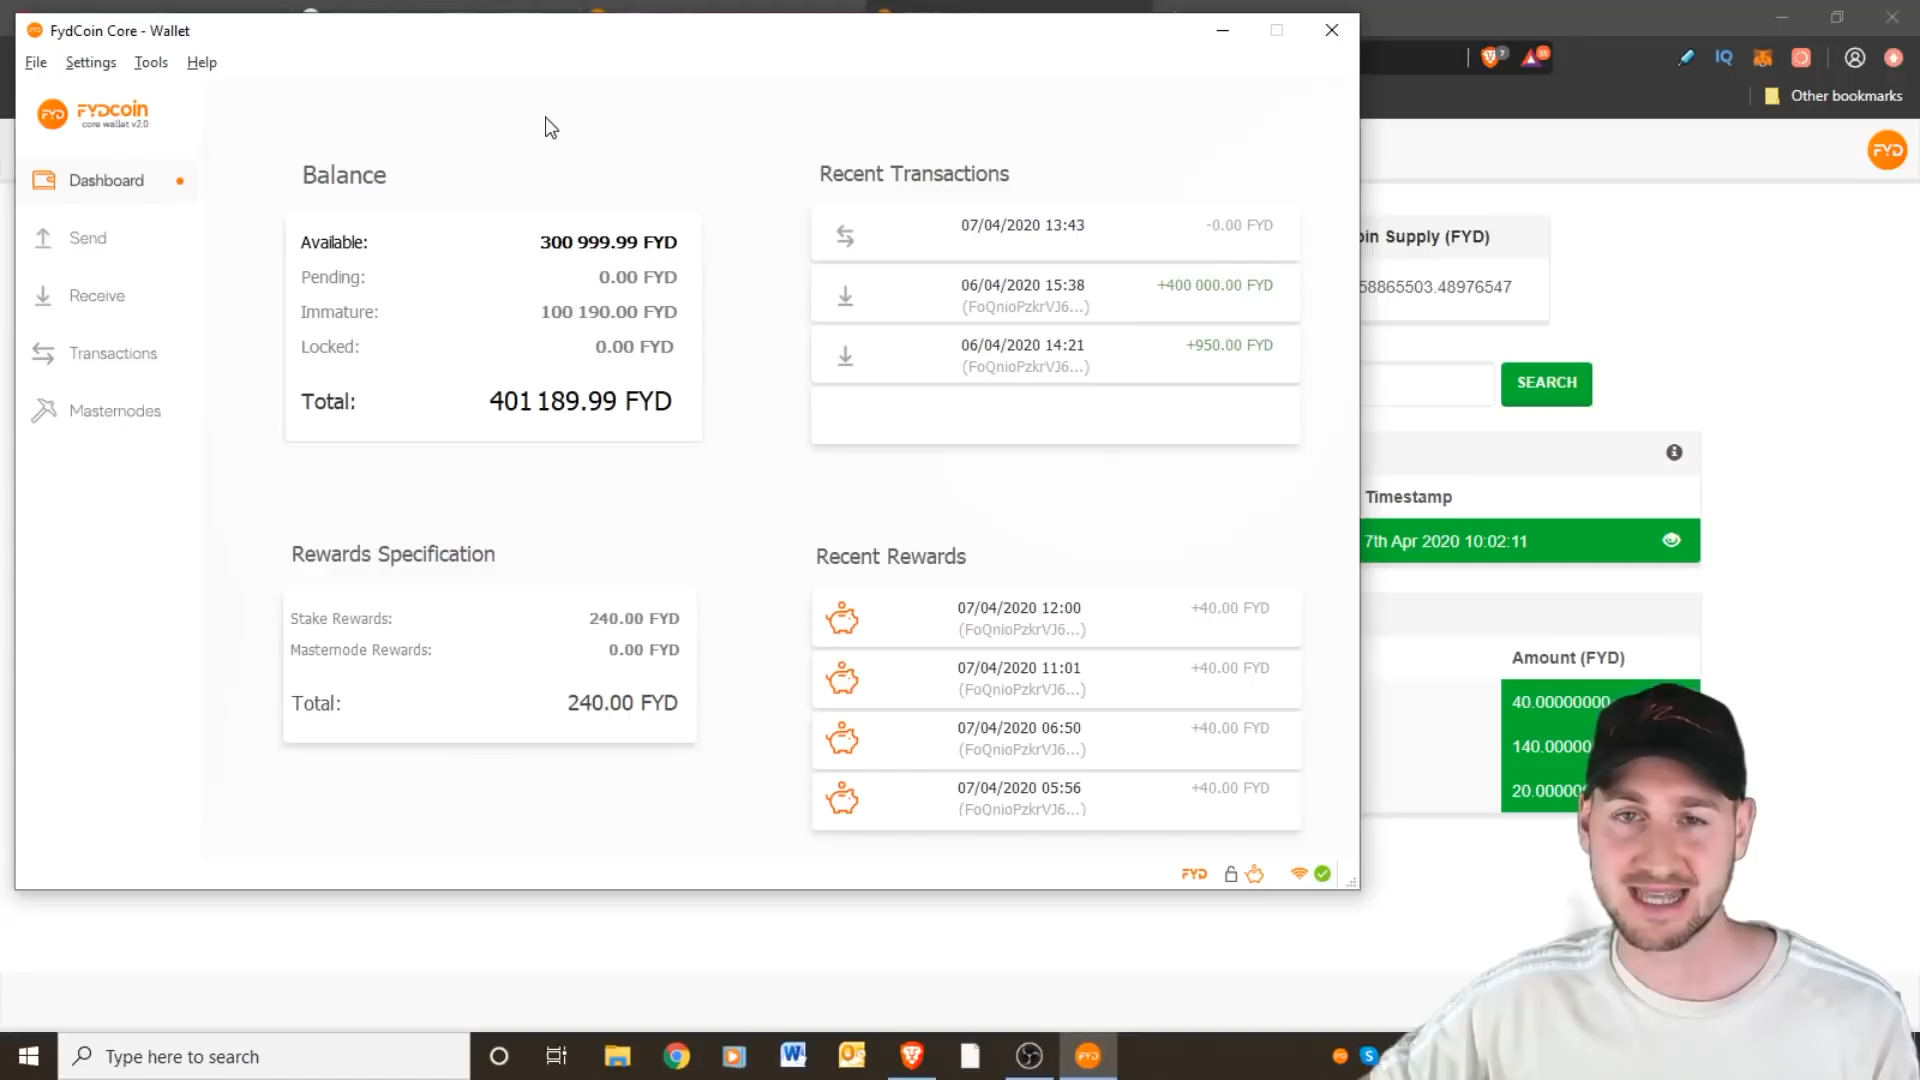 FydCoin Core - Wallet
File Settings Tools Help
FYD FYDcoin
core wallet v2.0
Dashboard
Send
Receive
Transactions
Masternodes
Balance
Available: 300 999.99 FYD
Pending: 0.00 FYD
Immature: 100 190.00 FYD
Locked: 0.00 FYD
Total: 401 189.99 FYD
Recent Transactions
07/04/2020 13:43 -0.00 FYD
06/04/2020 15:38 +400 000.00 FYD
(FoQnioPzkrVJ6...)
06/04/2020 14:21 +950.00 FYD
(FoQnioPzkrVJ6...)
Rewards Specification
Stake Rewards: 240.00 FYD
Masternode Rewards: 0.00 FYD
Total: 240.00 FYD
Recent Rewards
07/04/2020 12:00 +40.00 FYD
(FoQnioPzkrVJ6...)
07/04/2020 11:01 +40.00 FYD
(FoQnioPzkrVJ6...)
07/04/2020 06:50 +40.00 FYD
(FoQnioPzkrVJ6...)
07/04/2020 05:56 +40.00 FYD
(FoQnioPzkrVJ6...)
FYD
7
IQ
Other bookmarks
FYD
Supply (FYD)
58865503.48976547
SEARCH
Timestamp
7th Apr 2020 10:02:11
Amount (FYD)
40.00000000
140.00000
20.0000
Type here to search
FYD